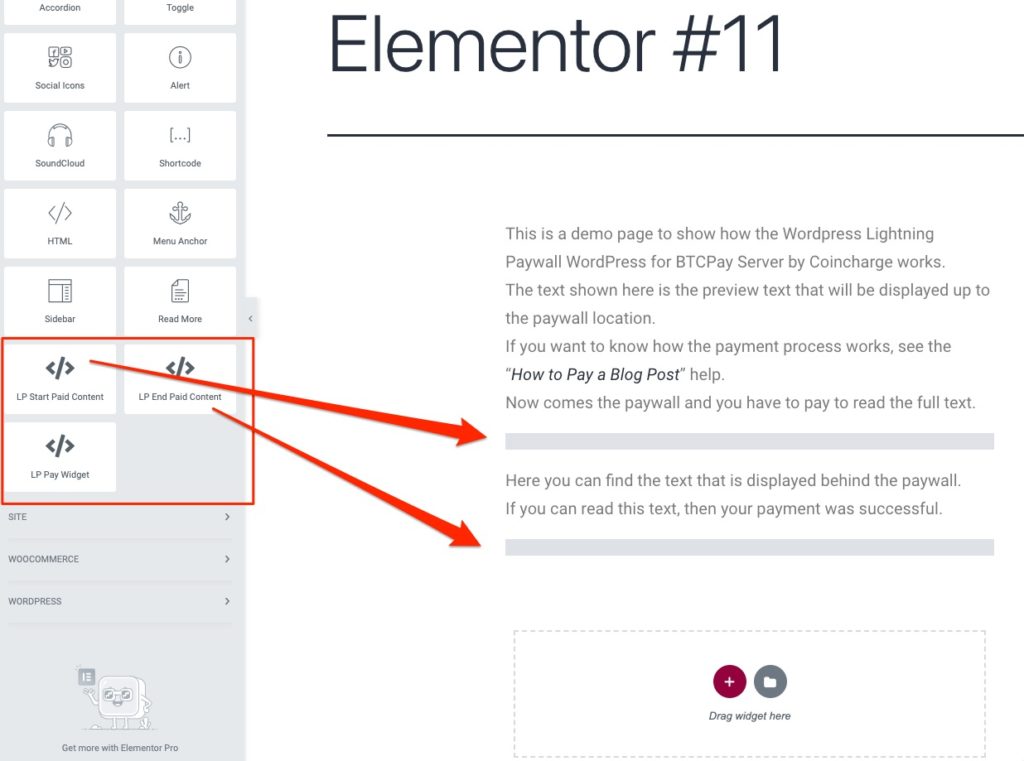 Accordion
Toggle
Social Icons
Alert
SoundCloud
[...]
Shortcode
HTML
Menu Anchor
Sidebar
Read More
LP Start Paid Content
LP End Paid Content
LP Pay Widget
SITE
WOOCOMMERCE
WORDPRESS
Get more with Elementor Pro
Elementor #11
This is a demo page to show how the Wordpress Lightning
Paywall WordPress for BTCPay Server by Coincharge works.
The text shown here is the preview text that will be displayed up to
the paywall location.
If you want to know how the payment process works, see the
“How to Pay a Blog Post” help.
Now comes the paywall and you have to pay to read the full text.
Here you can find the text that is displayed behind the paywall.
If you can read this text, then your payment was successful.
Drag widget here